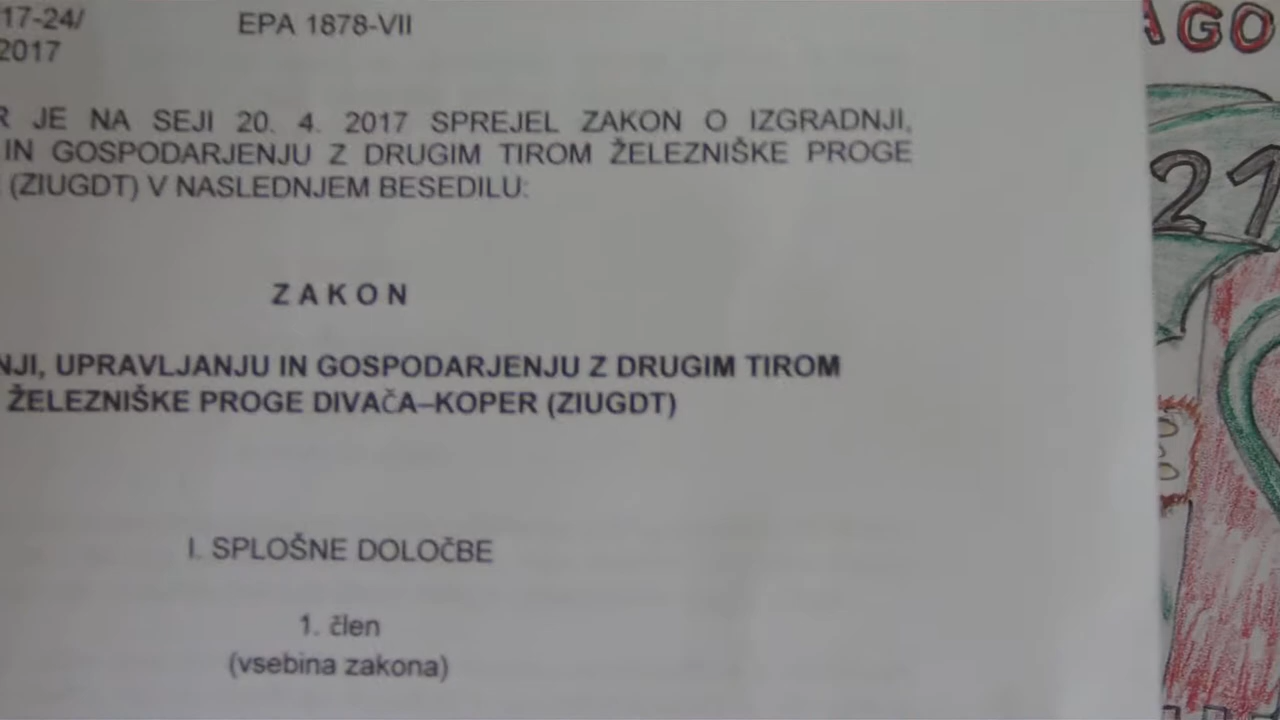 17-24/ EPA 1878-VII
2017
R JE NA SEJI 20. 4. 2017 SPREJEL ZAKON O IZGRADNJI,
IN GOSPODARJENJU Z DRUGIM TIROM ŽELEZNIŠKE PROGE
(ZIUGDT) V NASLEDNJEM BESEDILU:
Z A K O N
NJI, UPRAVLJANJU IN GOSPODARJENJU Z DRUGIM TIROM
ŽELEZNIŠKE PROGE DIVAČA–KOPER (ZIUGDT)
I. SPLOŠNE DOLOČBE
1. člen
(vsebina zakona)
AGO
21